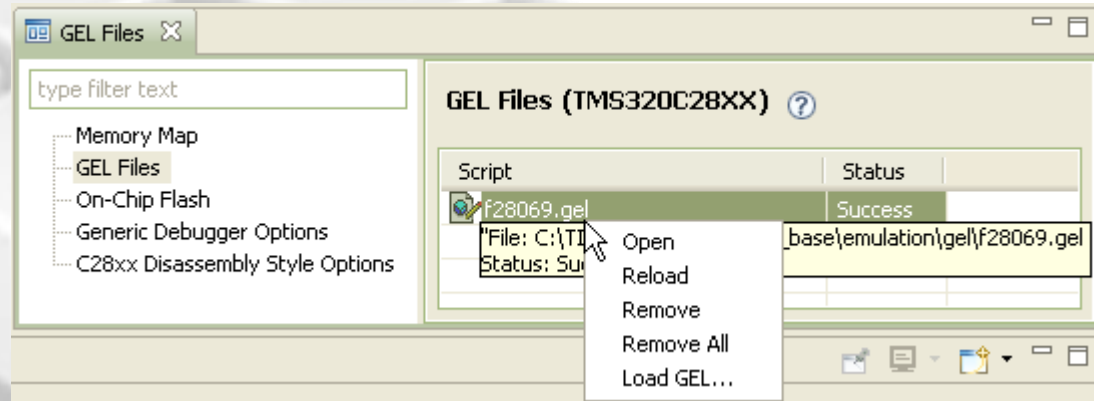 GEL Files
type filter text
Memory Map
GEL Files
On-Chip Flash
Generic Debugger Options
C28xx Disassembly Style Options
GEL Files (TMS320C28XX)
Script Status
f28069.gel Success
"File: C:\TI _base\emulation\gel\f28069.gel
Status: Su
Open
Reload
Remove
Remove All
Load GEL...